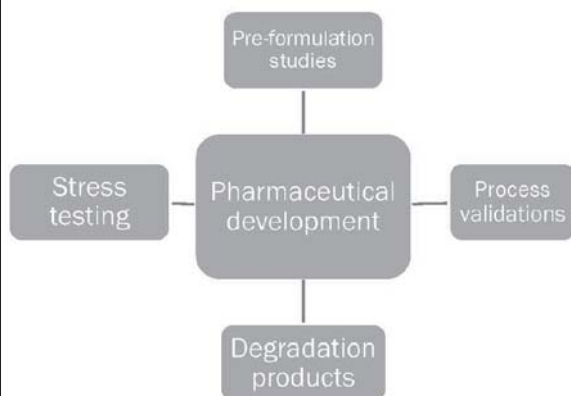 Pre-formulation
studies
Stress
testing
Pharmaceutical
development
Process
validations
Degradation
products